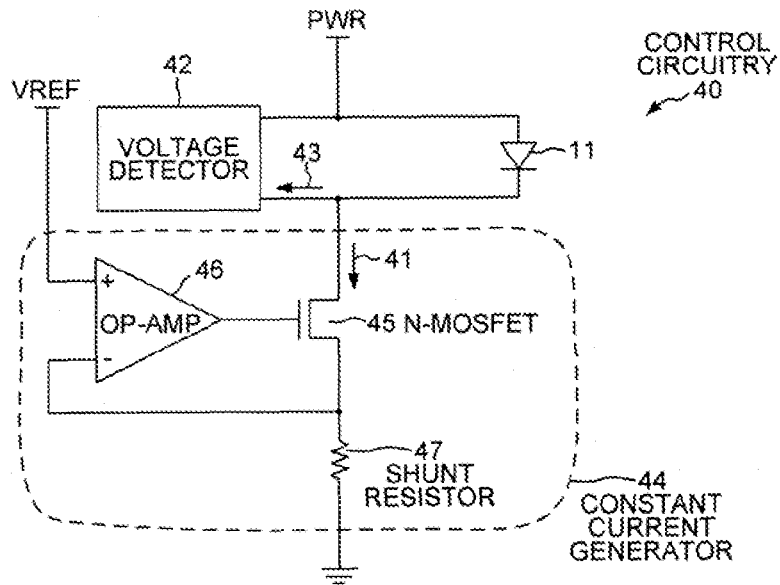 PWR
CONTROL
CIRCUITRY
40
VREF
42
VOLTAGE
DETECTOR
43
11
41
+
46
OP-AMP
-
45 N-MOSFET
47
SHUNT
RESISTOR
44
CONSTANT
CURRENT
GENERATOR